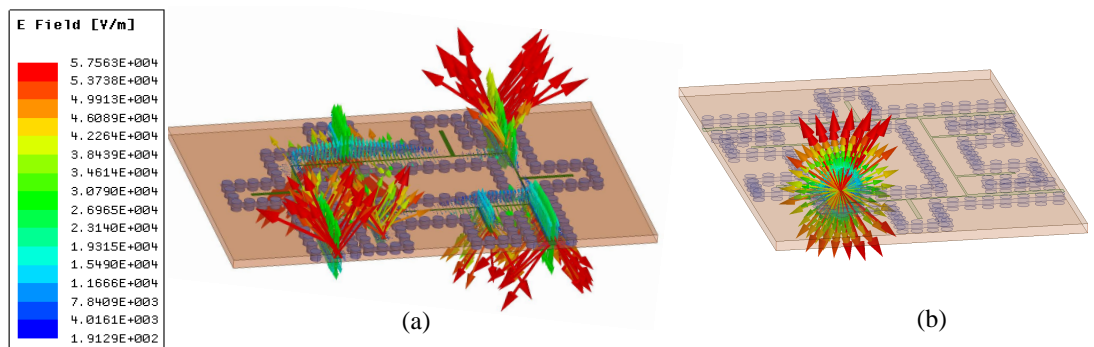 E Field [V/m]
5.7563E+004
5.3738E+004
4.9913E+004
4.6089E+004
4.2264E+004
3.8439E+004
3.4614E+004
3.0790E+004
2.6965E+004
2.3140E+004
1.9315E+004
1.5490E+004
1.1666E+004
7.8409E+003
4.0161E+003
1.9129E+002
(a)
(b)